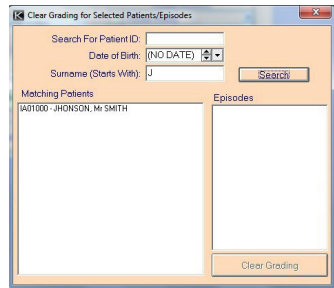 Clear Grading for Selected Patients/Episodes
Search For Patient ID:
Date of Birth: (NO DATE)
Surname (Starts With): J
Search
Matching Patients
Episodes
IA01000 - JHONSON, Mr SMITH
Clear Grading